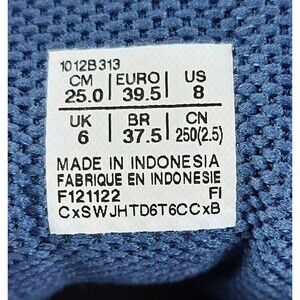 1012B313
CM EURO US
25.0 39.5 8
UK BR CN
6 37.5 250(2.5)
MADE IN INDONESIA
FABRIQUE EN INDONESIE
F121122 FI
CxSWJHTD6T6CCxB